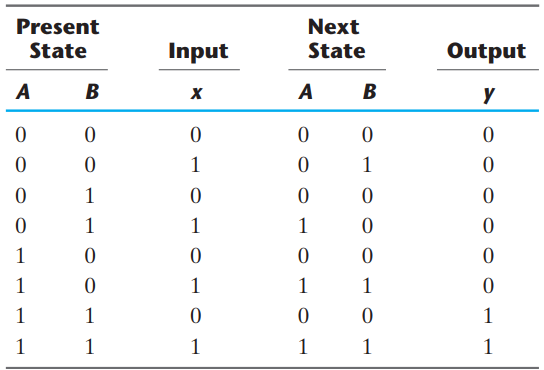 Present Next
State Input State Output
A B x A B y
0 0 0 0 0 0
0 0 1 0 1 0
0 1 0 0 0 0
0 1 1 1 0 0
1 0 0 0 0 0
1 0 1 1 1 0
1 1 0 0 0 1
1 1 1 1 1 1